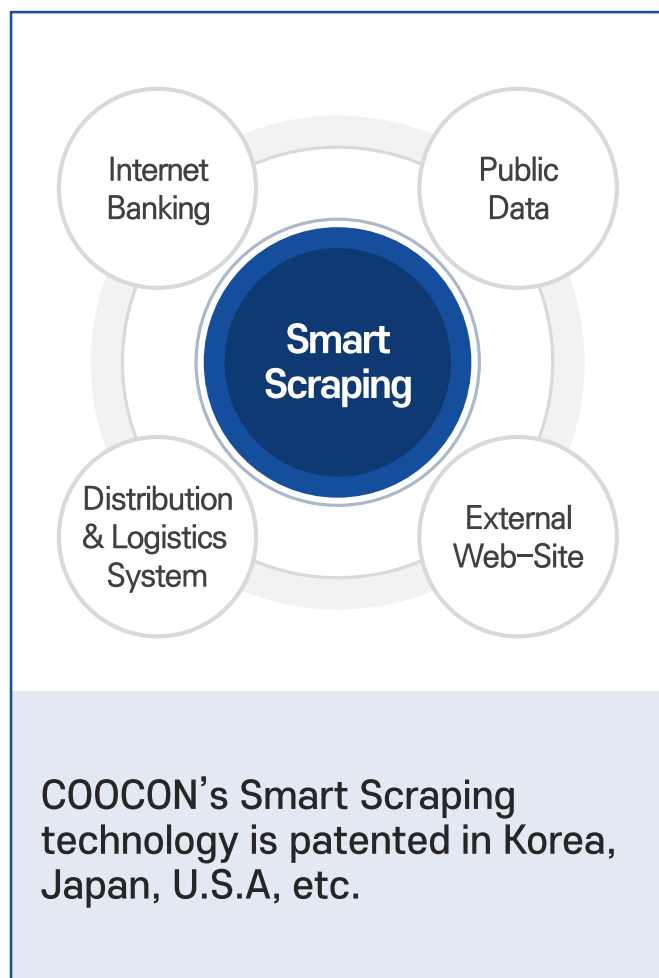 Internet
Banking
Public
Data
Smart
Scraping
Distribution
& Logistics
System
External
Web–Site
COOCON’s Smart Scraping
technology is patented in Korea,
Japan, U.S.A, etc.